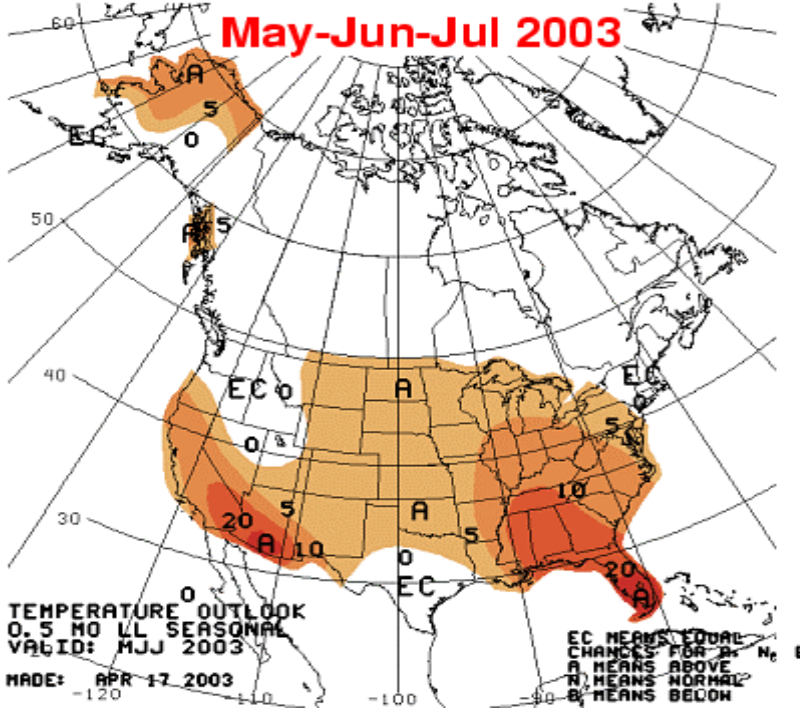 May-Jun-Jul 2003
60
A
5
EC
0
50
A 5
40
EC 0
A
EC
0
5
30
20
5
A
10
A
10
5
0
EC
20
A
0
TEMPERATURE OUTLOOK
0.5 MO LL SEASONAL
VALID: MJJ 2003
MADE: APR 17 2003
EC MEANS EQUAL
CHANCES FOR A, N, B
A MEANS ABOVE
N MEANS NORMAL
B MEANS BELOW
-120
-110
-100
-90